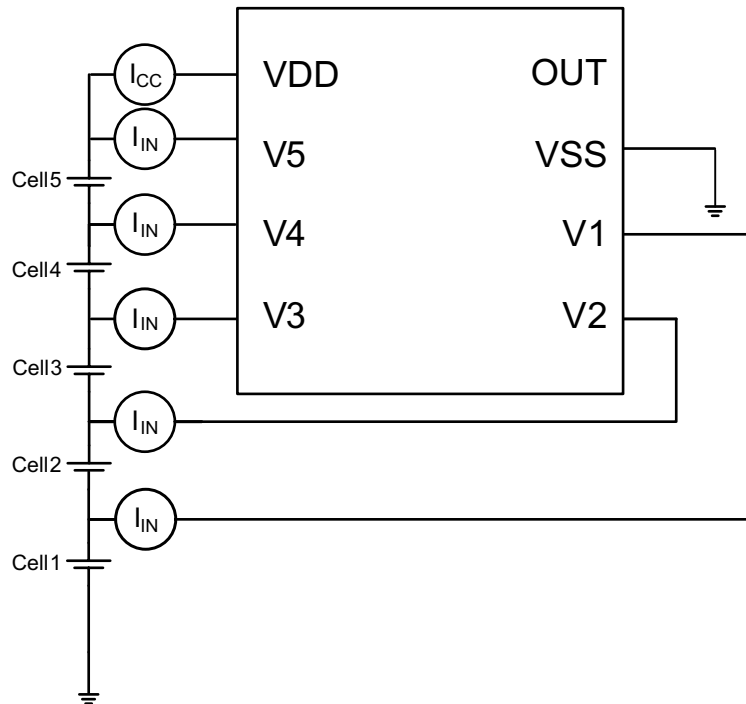 ICC
VDD
OUT
IIN
V5
VSS
Cell5
IIN
V4
V1
Cell4
IIN
V3
V2
Cell3
IIN
Cell2
IIN
Cell1